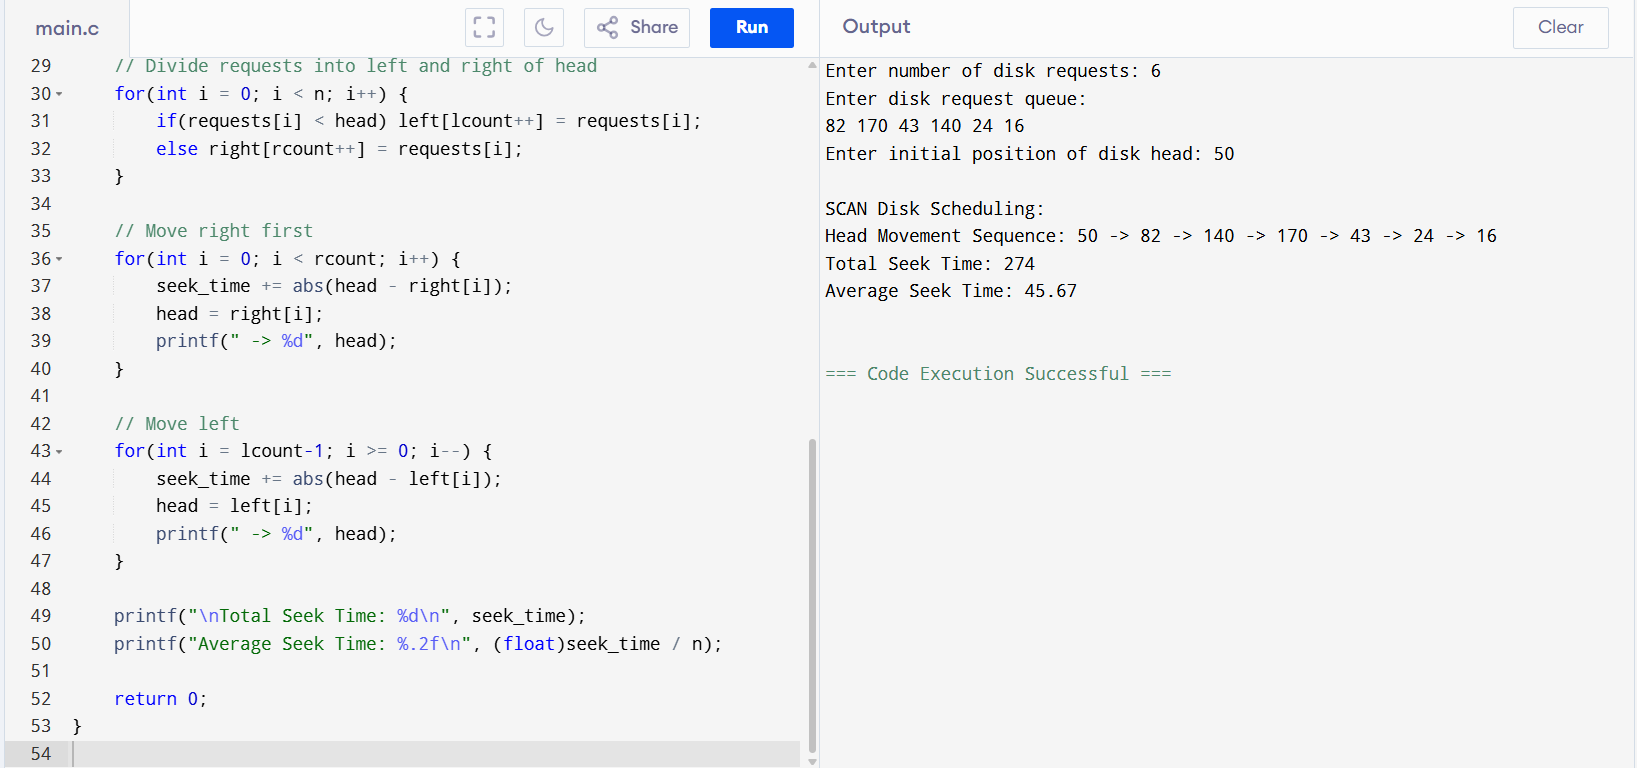 main.c
Share
Run
29 // Divide requests into left and right of head
30 for(int i = 0; i < n; i++) {
31 if(requests[i] < head) left[lcount++] = requests[i];
32 else right[rcount++] = requests[i];
33 }
34
35 // Move right first
36 for(int i = 0; i < rcount; i++) {
37 seek_time += abs(head - right[i]);
38 head = right[i];
39 printf(" -> %d", head);
40 }
41
42 // Move left
43 for(int i = lcount-1; i >= 0; i--) {
44 seek_time += abs(head - left[i]);
45 head = left[i];
46 printf(" -> %d", head);
47 }
48
49 printf("\nTotal Seek Time: %d\n", seek_time);
50 printf("Average Seek Time: %.2f\n", (float)seek_time / n);
51
52 return 0;
53 }
54
Output
Clear
Enter number of disk requests: 6
Enter disk request queue:
82 170 43 140 24 16
Enter initial position of disk head: 50
SCAN Disk Scheduling:
Head Movement Sequence: 50 -> 82 -> 140 -> 170 -> 43 -> 24 -> 16
Total Seek Time: 274
Average Seek Time: 45.67
=== Code Execution Successful ===